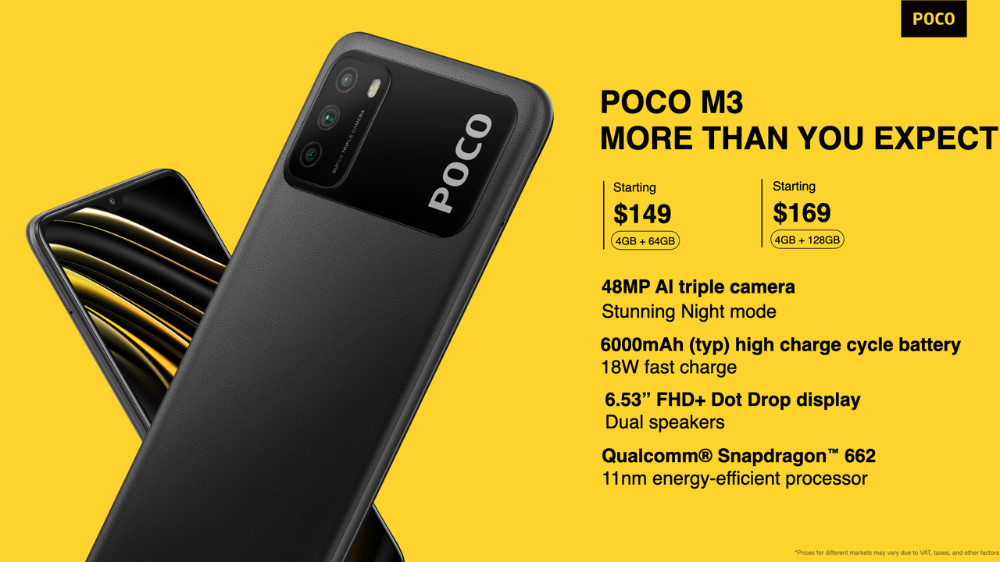 POCO
POCO M3
MORE THAN YOU EXPECT
Starting
$149
4GB + 64GB
Starting
$169
4GB + 128GB
48MP AI triple camera
Stunning Night mode
6000mAh (typ) high charge cycle battery
18W fast charge
6.53” FHD+ Dot Drop display
Dual speakers
Qualcomm® Snapdragon™ 662
11nm energy-efficient processor
*Prices for different markets may vary due to VAT, taxes, and other factors.
POCO
TRIPLE CAMERA